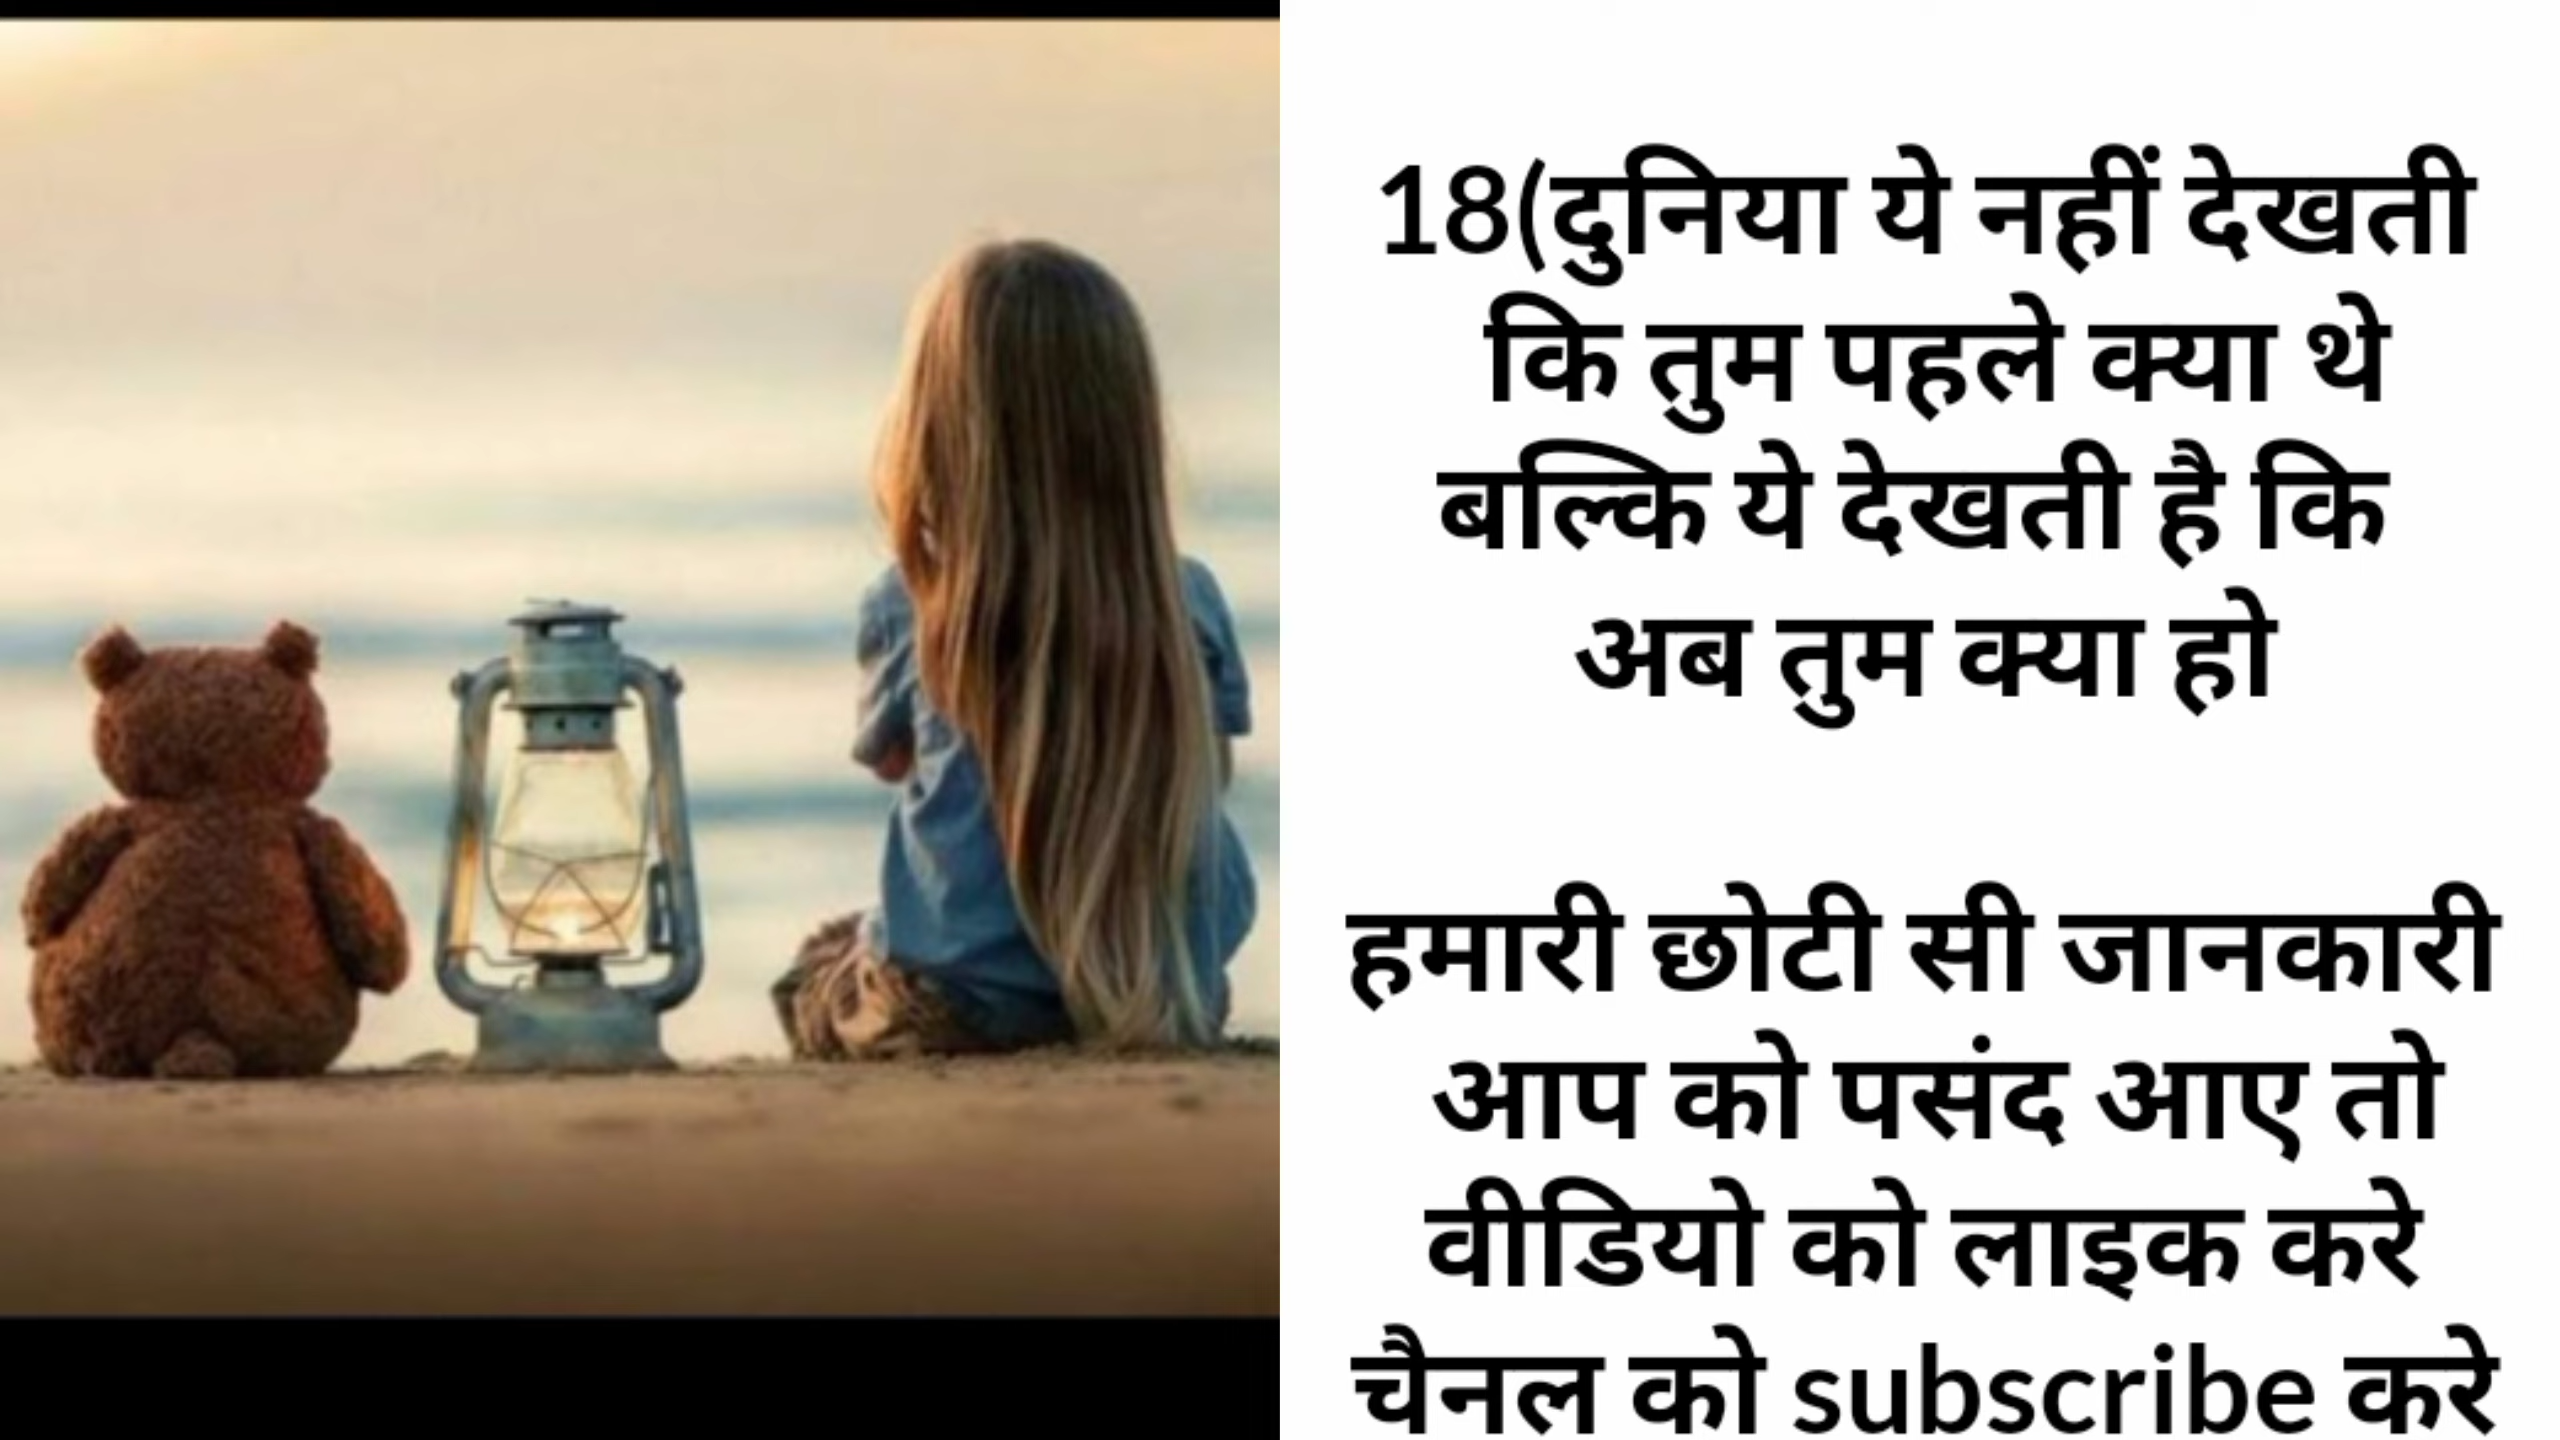 18(दुनिया ये नहीं देखती
कि तुम पहले क्या थे
बल्कि ये देखती है कि
अब तुम क्या हो
हमारी छोटी सी जानकारी
आप को पसंद आए तो
वीडियो को लाइक करे
चैनल को subscribe करे